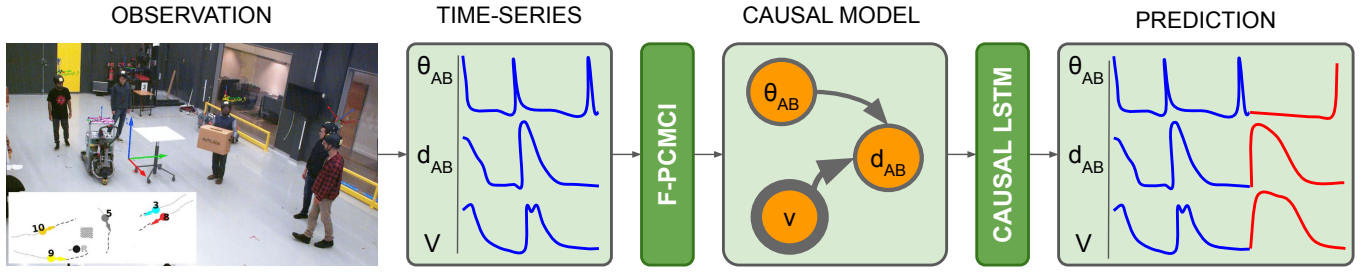 OBSERVATION
TIME-SERIES
CAUSAL MODEL
PREDICTION
θAB
dAB
V
F-PCMCI
θAB
dAB
v
CAUSAL LSTM
θAB
dAB
V
10
5
3
8
9